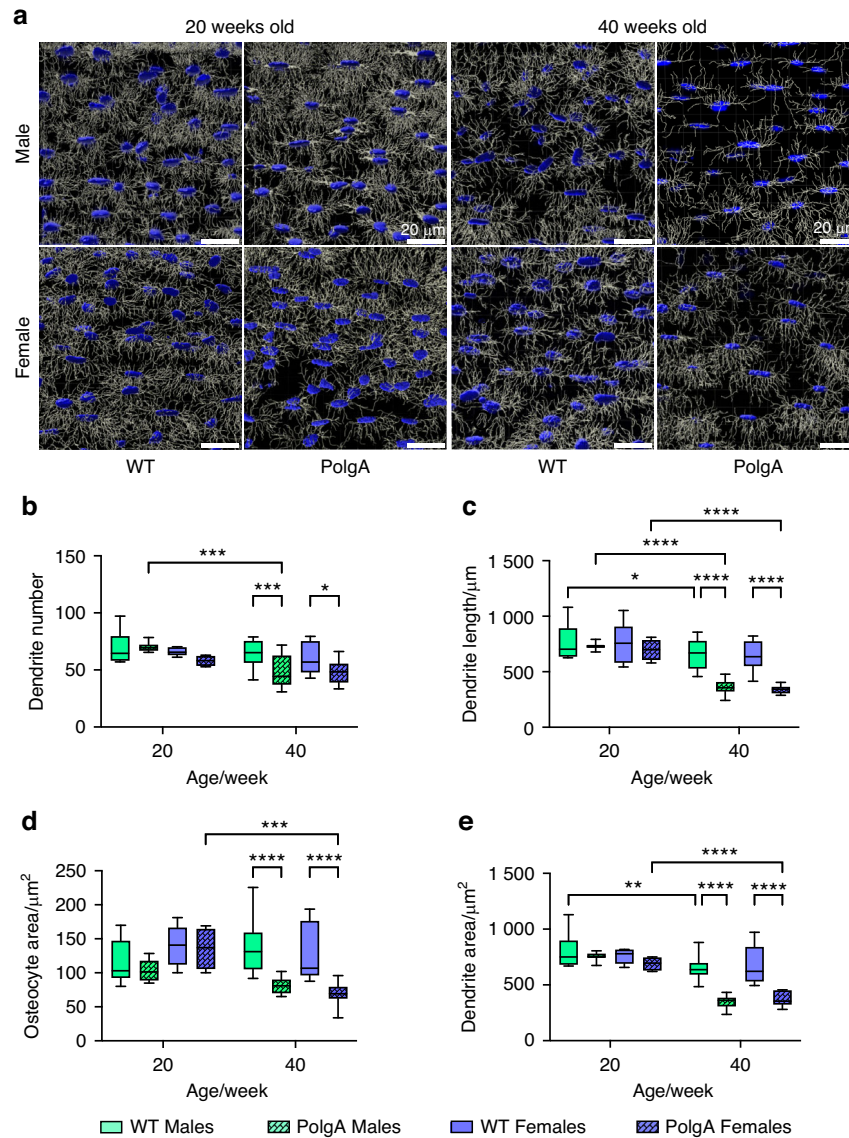 a
20 weeks old
40 weeks old
Male
20 μm
20 μm
Female
WT
PolgA
WT
PolgA
b
Dendrite number
150
100
50
0
***
***
*
20
40
Age/week
c
Dendrite length/μm
1 500
1 000
500
0
****
****
*
****
****
20
40
Age/week
d
Osteocyte area/μm²
250
200
150
100
50
0
***
****
****
20
40
Age/week
e
Dendrite area/μm²
1 500
1 000
500
0
****
**
****
****
20
40
Age/week
WT Males
PolgA Males
WT Females
PolgA Females